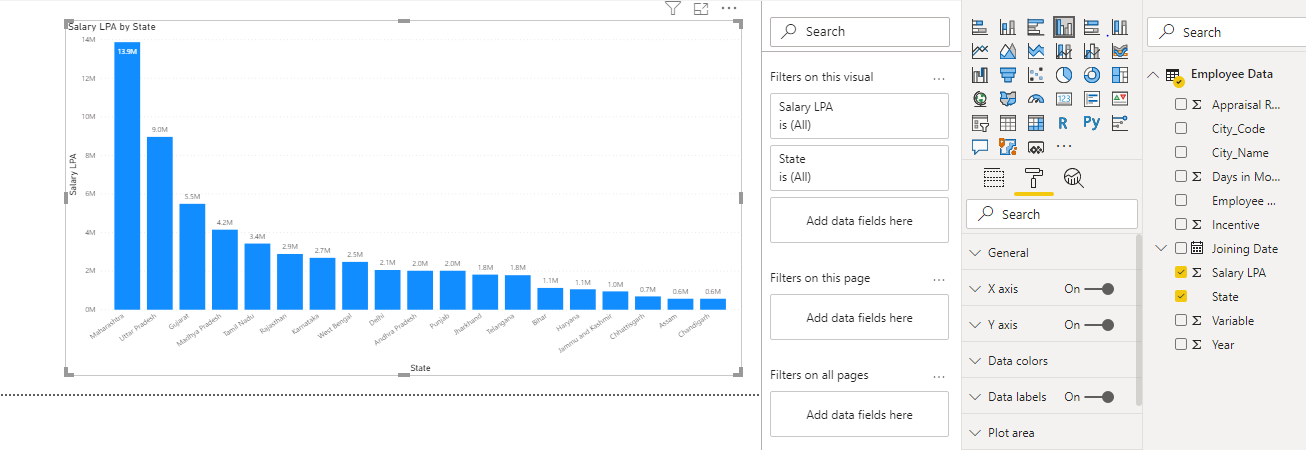 Salary LPA by State
14M
12M
10M
8M
6M
4M
2M
0M
Salary LPA
13.9M
9.0M
5.5M
4.2M
3.4M
2.9M
2.7M
2.5M
2.1M
2.0M
2.0M
1.8M
1.8M
1.1M
1.1M
1.0M
0.7M
0.6M
0.6M
Maharashtra
Uttar Pradesh
Gujarat
Madhya Pradesh
Tamil Nadu
Rajasthan
Karnataka
West Bengal
Delhi
Andhra Pradesh
Punjab
Jharkhand
Telangana
Bihar
Haryana
Jammu and Kashmir
Chhattisgarh
Assam
Chandigarh
State
Search
Filters on this visual
...
Salary LPA
is (All)
State
is (All)
Add data fields here
Filters on this page
...
Add data fields here
Filters on all pages
...
Add data fields here
123
R
Py
...
Search
General
X axis On
Y axis On
Data colors
Data labels On
Plot area
Search
Employee Data
Σ Appraisal R...
City_Code
City_Name
Σ Days in Mo...
Employee ...
Σ Incentive
Joining Date
Σ Salary LPA
State
Σ Variable
Σ Year